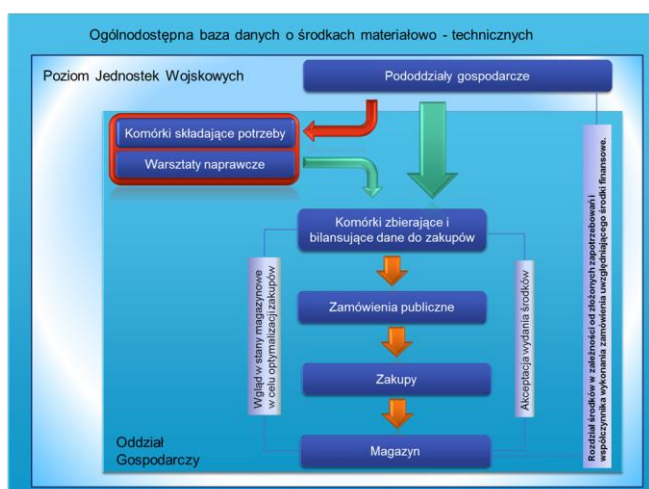 Ogólnodostępna baza danych o środkach materiałowo - technicznych
Poziom Jednostek Wojskowych
Pododdziały gospodarcze
Komórki składające potrzeby
Warsztaty naprawcze
Komórki zbierające i
bilansujące dane do zakupów
Wgląd w stany magazynowe
w celu optymalizacji zakupów
Zamówienia publiczne
Akceptacja wydania środków
Rozdział środków w zależności od złożonych zapotrzebowań i
współczynnika wykonania zamówienia uwzględniającego środki finansowe.
Zakupy
Magazyn
Oddział
Gospodarczy